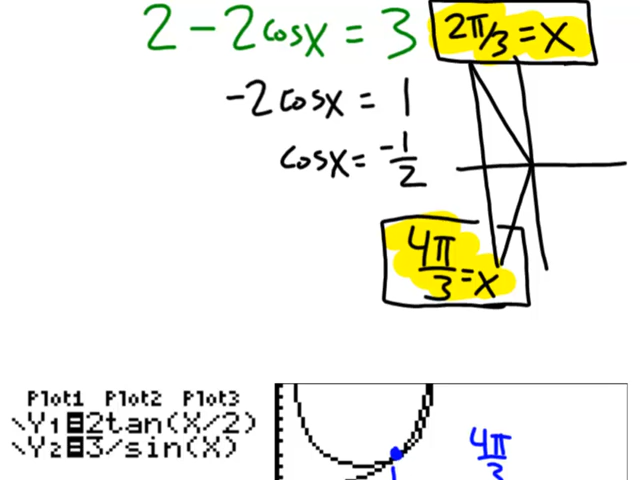 2 - 2cosx = 3
2π/3 = x
-2cosx = 1
cosx = -1/2
4π/3 = x
Plot1 Plot2 Plot3
\Y1=2tan(X/2)
\Y2=3/sin(X)
4π/3